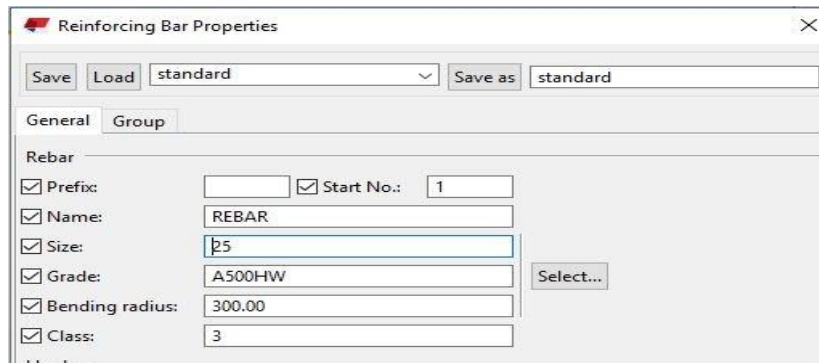 Reinforcing Bar Properties
Save Load standard Save as standard
General Group
Rebar
Prefix: Start No.: 1
Name: REBAR
Size: 25
Grade: A500HW Select...
Bending radius: 300.00
Class: 3